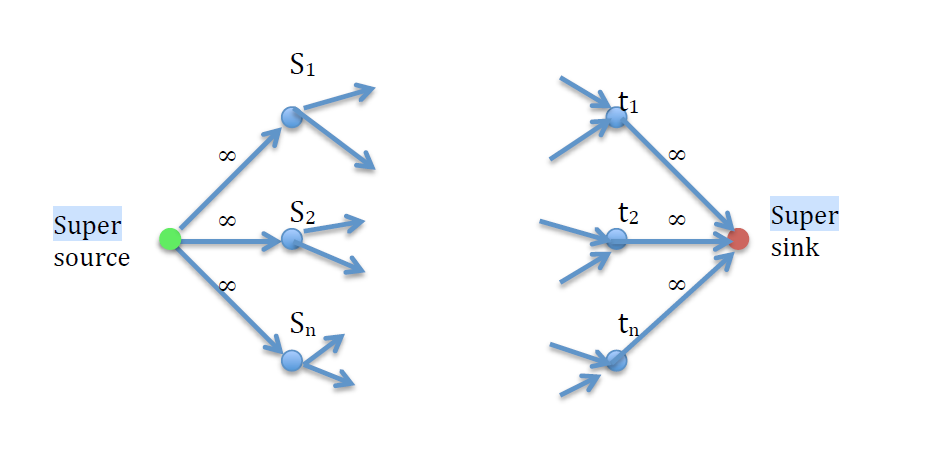 S₁
t₁
∞
∞
Super
source
∞
S₂
t₂
∞
Super
sink
∞
∞
Sₙ
tₙ